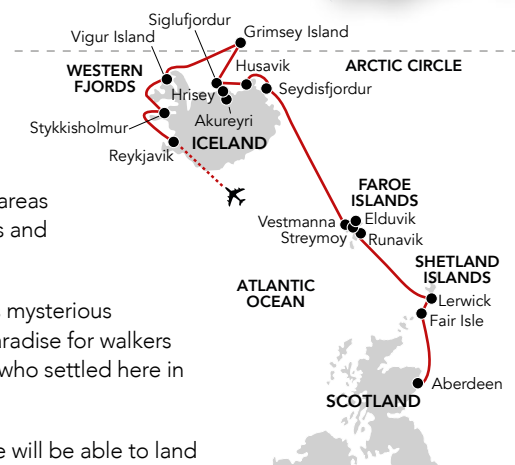 Siglufjordur
Vigur Island
Grimsey Island
Husavik
WESTERN
FJORDS
ARCTIC CIRCLE
Hrisey
Seydisfjordur
Stykkisholmur
Akureyri
ICELAND
Reykjavik
areas
s and
FAROE
ISLANDS
Vestmanna
Elduvik
Streymoy
Runavik
SHETLAND
ISLANDS
ATLANTIC
OCEAN
Lerwick
Fair Isle
mysterious
aradise for walkers
who settled here in
Aberdeen
SCOTLAND
e will be able to land